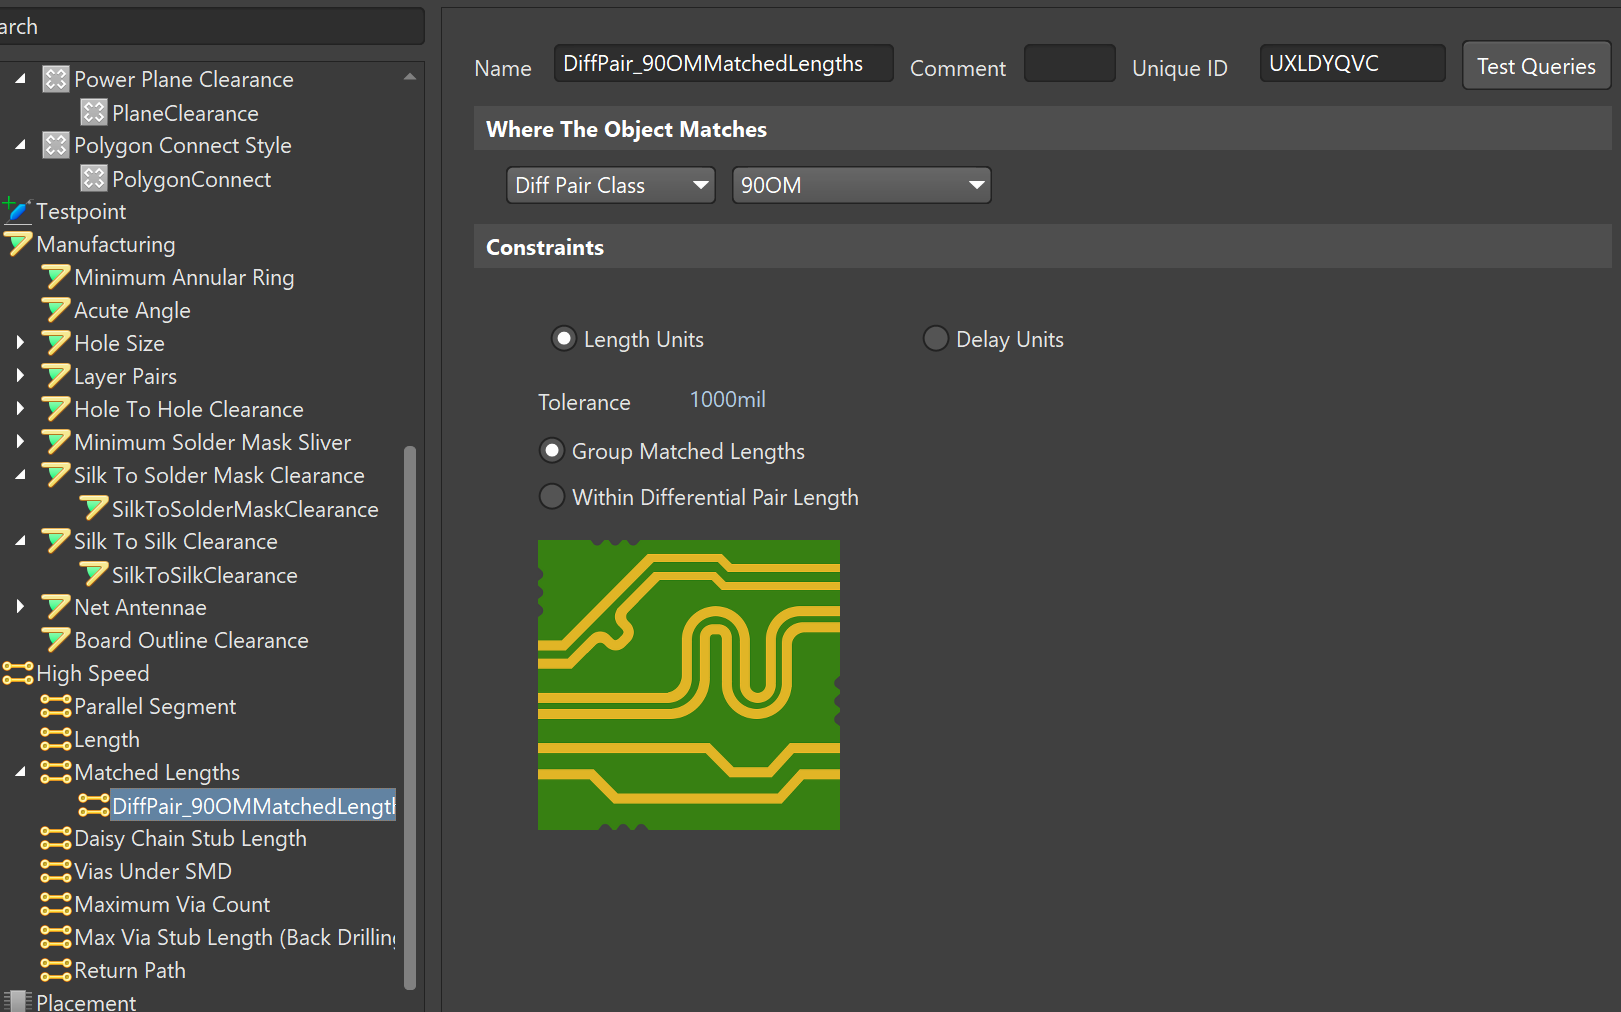 arch
Power Plane Clearance
PlaneClearance
Polygon Connect Style
PolygonConnect
Testpoint
Manufacturing
Minimum Annular Ring
Acute Angle
Hole Size
Layer Pairs
Hole To Hole Clearance
Minimum Solder Mask Sliver
Silk To Solder Mask Clearance
SilkToSolderMaskClearance
Silk To Silk Clearance
SilkToSilkClearance
Net Antennae
Board Outline Clearance
High Speed
Parallel Segment
Length
Matched Lengths
DiffPair_90OMMatchedLength
Daisy Chain Stub Length
Vias Under SMD
Maximum Via Count
Max Via Stub Length (Back Drilling
Return Path
Placement
Name DiffPair_90OMMatchedLengths Comment Unique ID UXLDYQVC Test Queries
Where The Object Matches
Diff Pair Class 90OM
Constraints
Length Units Delay Units
Tolerance 1000mil
Group Matched Lengths
Within Differential Pair Length